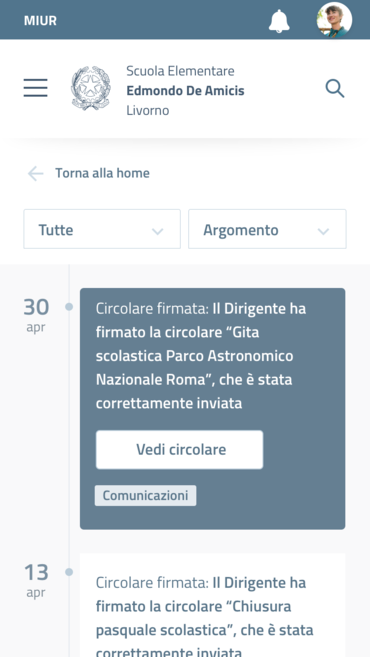 MIUR
Scuola Elementare
Edmondo De Amicis
Livorno
Torna alla home
Tutte
Argomento
30
apr
Circolare firmata: Il Dirigente ha
firmato la circolare “Gita
scolastica Parco Astronomico
Nazionale Roma”, che è stata
correttamente inviata
Vedi circolare
Comunicazioni
13
apr
Circolare firmata: Il Dirigente ha
firmato la circolare “Chiusura
pasquale scolastica”, che è stata
correttamente inviata